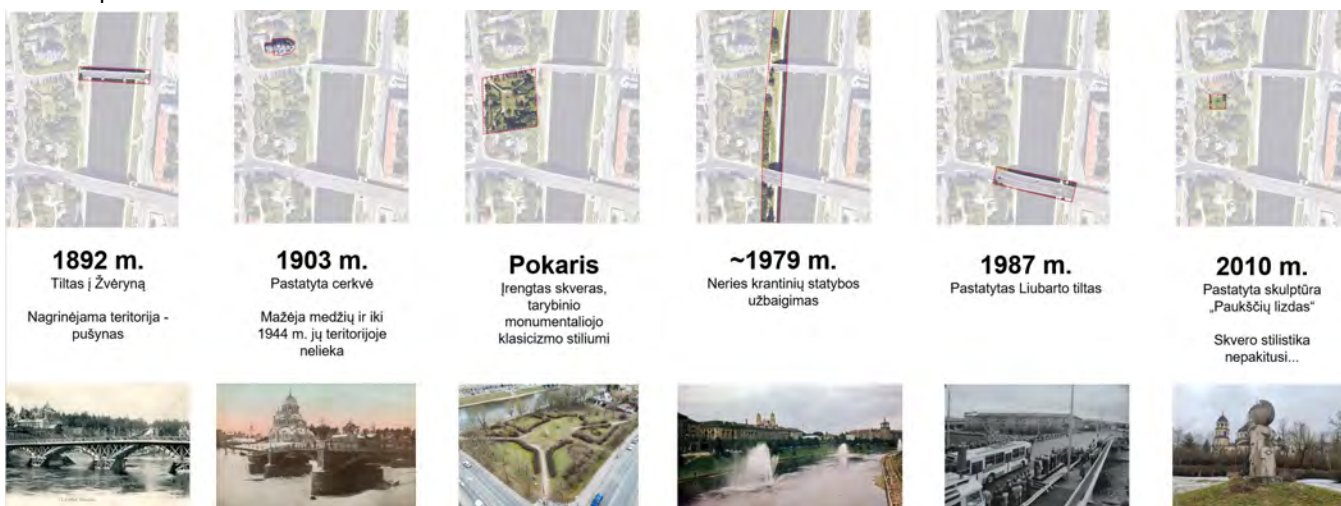 1892 m.
Tiltas į Žvėryną
Nagrinėjama teritorija -
pušynas
1903 m.
Pastatyta cerkvė
Mažėja medžių ir iki
1944 m. jų teritorijoje
nelieka
Pokaris
Įrengtas skveras,
tarybinio
monumentaliojo
klasicizmo stiliumi
~1979 m.
Neries krantinių statybos
užbaigimas
1987 m.
Pastatytas Liubarto tiltas
2010 m.
Pastatyta skulptūra
„Paukščių lizdas“
Skvero stilistika
nepakitusi...